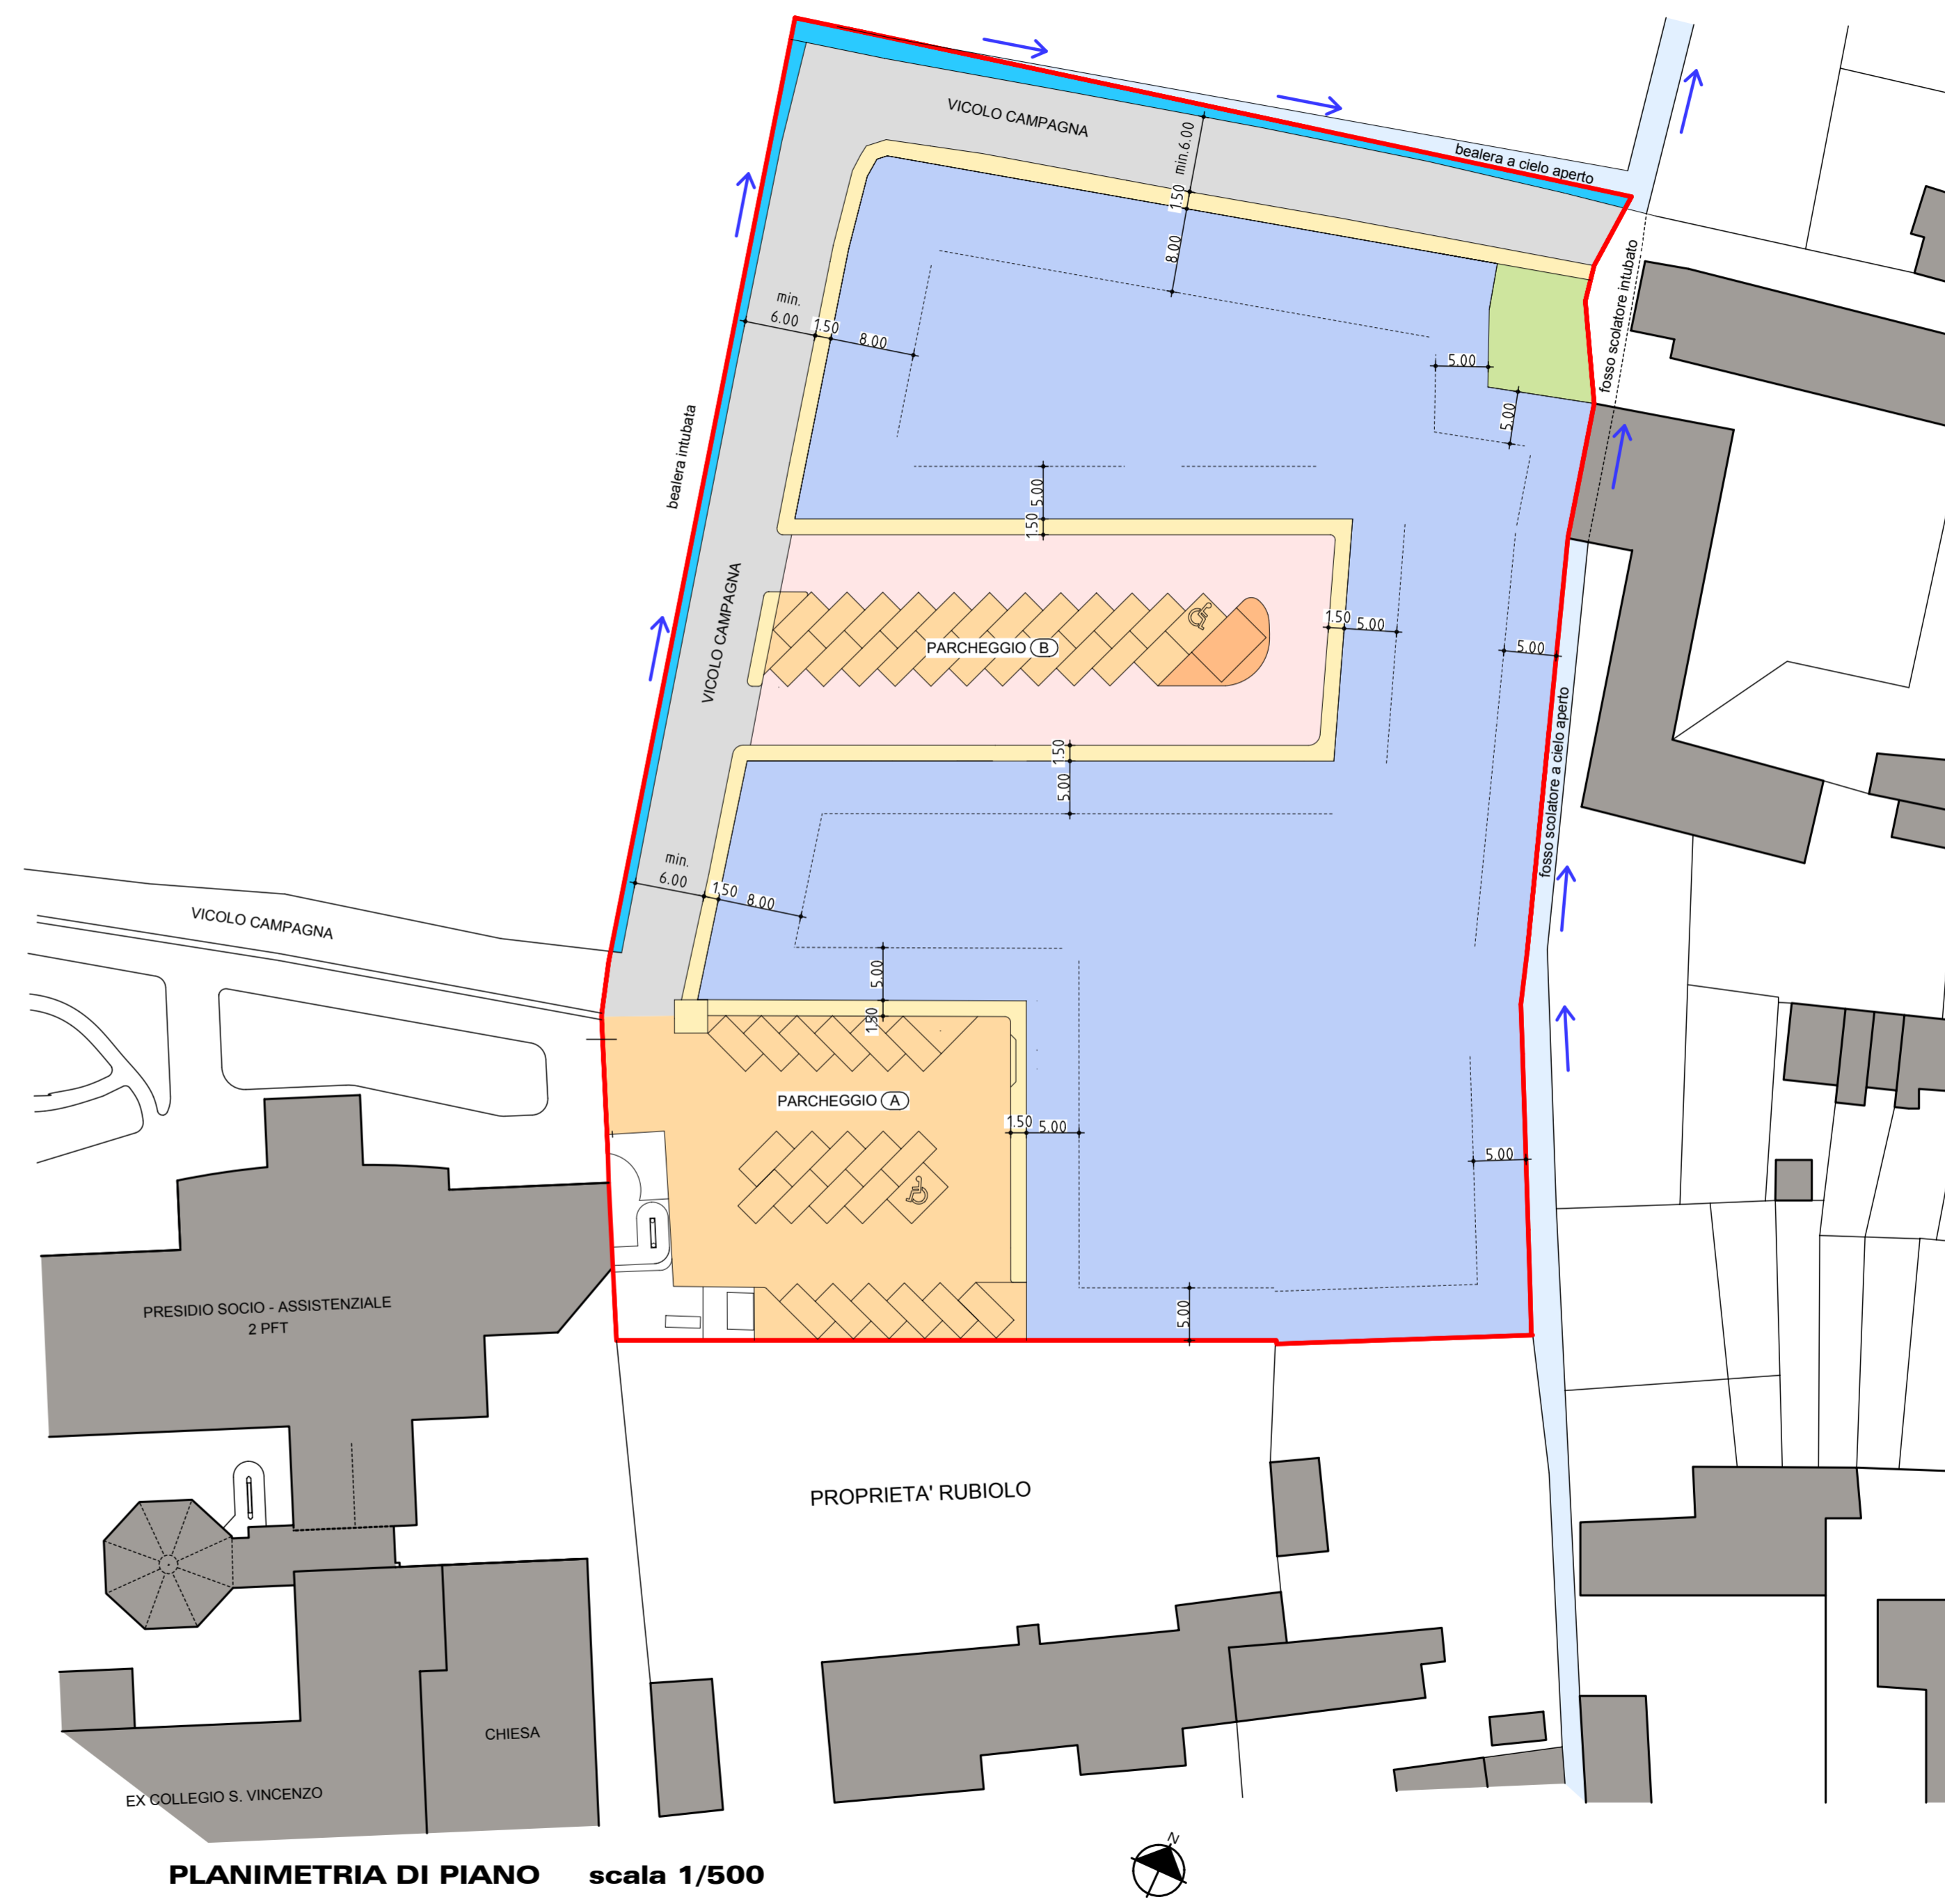 VICOLO CAMPAGNA
min.6.00
1.50
8.00
bealera a cielo aperto
fosso scolatore intubato
min.
6.00
1.50
8.00
5.00
5.00
bealera intubata
5.00
1.50
VICOLO CAMPAGNA
PARCHEGGIO B
1.50
5.00
5.00
fosso scolatore a cielo aperto
1.50
5.00
min.
6.00
1.50
8.00
VICOLO CAMPAGNA
5.00
1.50
PARCHEGGIO A
1.50
5.00
5.00
5.00
PRESIDIO SOCIO - ASSISTENZIALE
2 PFT
PROPRIETA' RUBIOLO
CHIESA
EX COLLEGIO S. VINCENZO
N
PLANIMETRIA DI PIANO scala 1/500